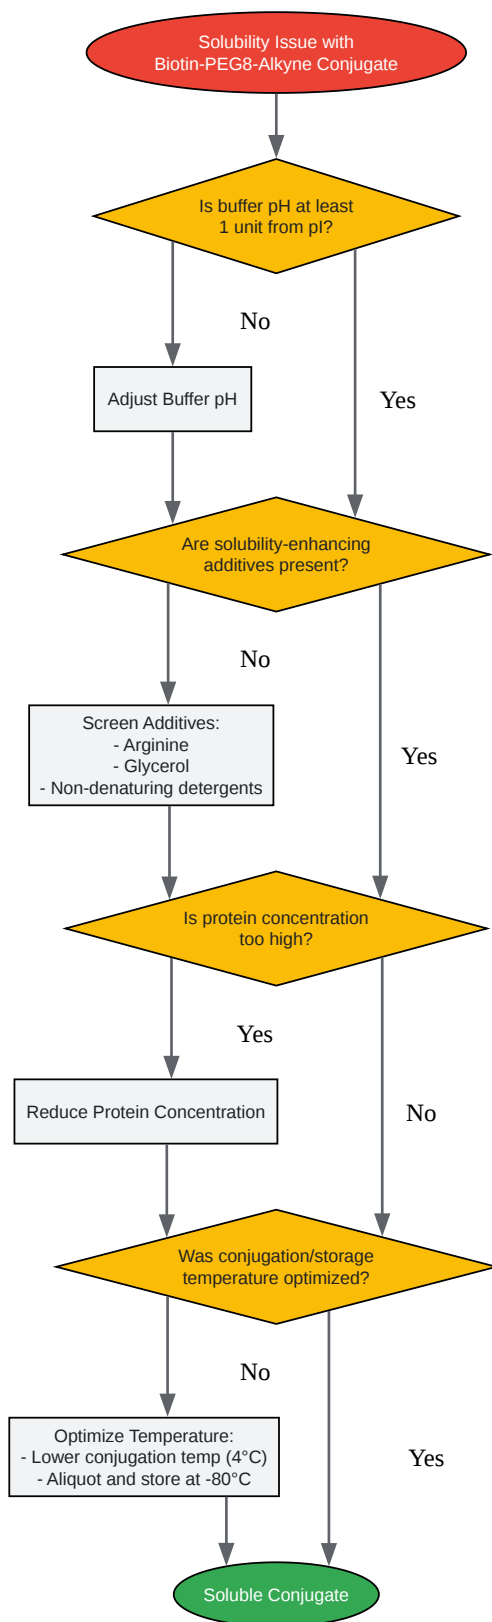 Solubility Issue with
Biotin-PEG8-Alkyne Conjugate
Is buffer pH at least
1 unit from pI?
No
Adjust Buffer pH
Yes
Are solubility-enhancing
additives present?
No
Screen Additives:
- Arginine
- Glycerol
- Non-denaturing detergents
Yes
Is protein concentration
too high?
Yes
Reduce Protein Concentration
No
Was conjugation/storage
temperature optimized?
No
Optimize Temperature:
- Lower conjugation temp (4°C)
- Aliquot and store at -80°C
Yes
Soluble Conjugate